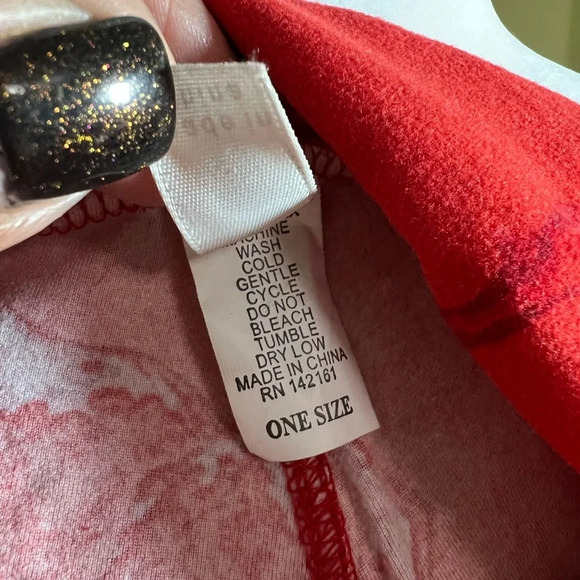 MACHINE
WASH
COLD
GENTLE
CYCLE
DO NOT
BLEACH
TUMBLE
DRY LOW
MADE IN CHINA
RN 142161
ONE SIZE